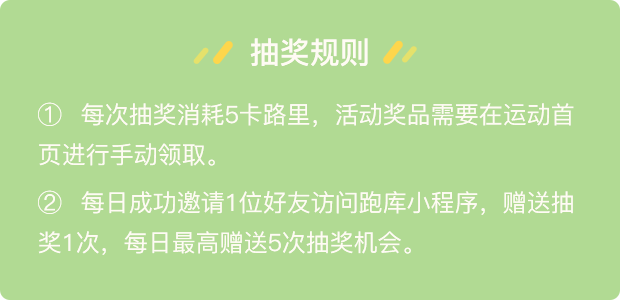 抽奖规则
① 每次抽奖消耗5卡路里，活动奖品需要在运动首
页进行手动领取。
② 每日成功邀请1位好友访问跑库小程序，赠送抽
奖1次，每日最高赠送5次抽奖机会。